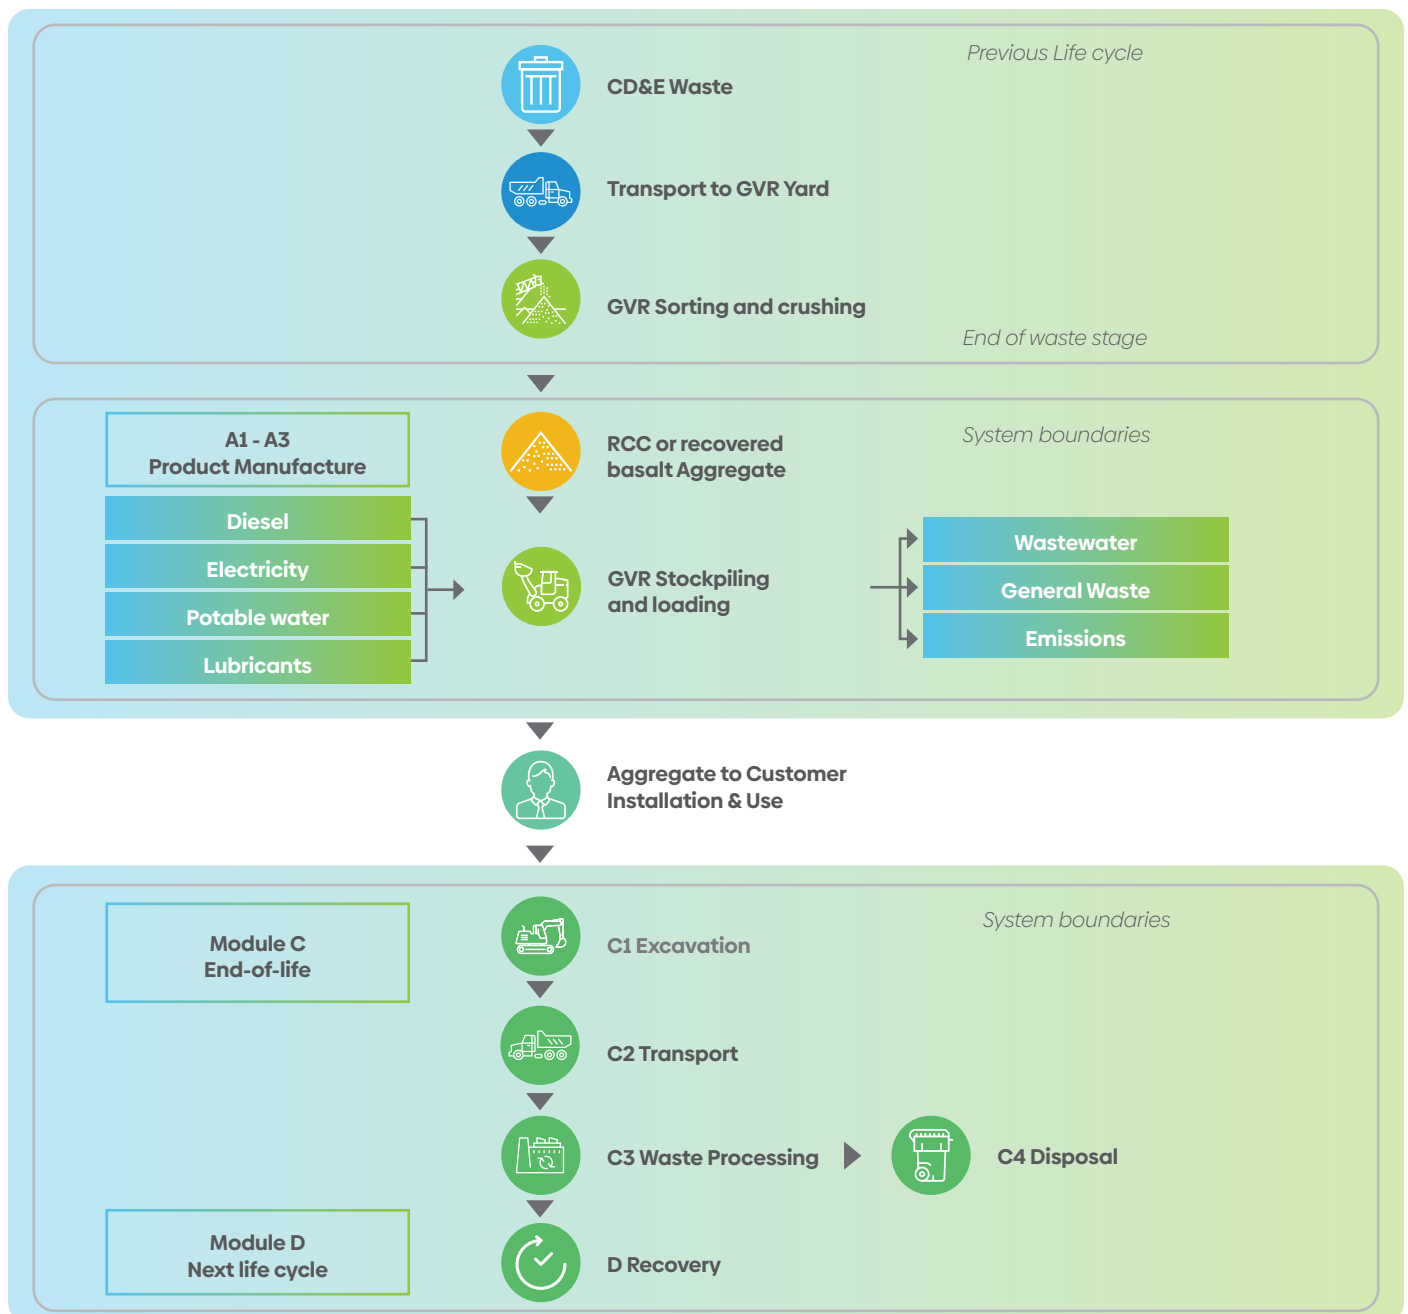 Previous Life cycle
CD&E Waste
Transport to GVR Yard
GVR Sorting and crushing
End of waste stage
A1 - A3
Product Manufacture
RCC or recovered
basalt Aggregate
System boundaries
Diesel
Electricity
Potable water
Lubricants
GVR Stockpiling
and loading
Wastewater
General Waste
Emissions
Aggregate to Customer
Installation & Use
Module C
End-of-life
System boundaries
C1 Excavation
C2 Transport
C3 Waste Processing
C4 Disposal
Module D
Next life cycle
D Recovery